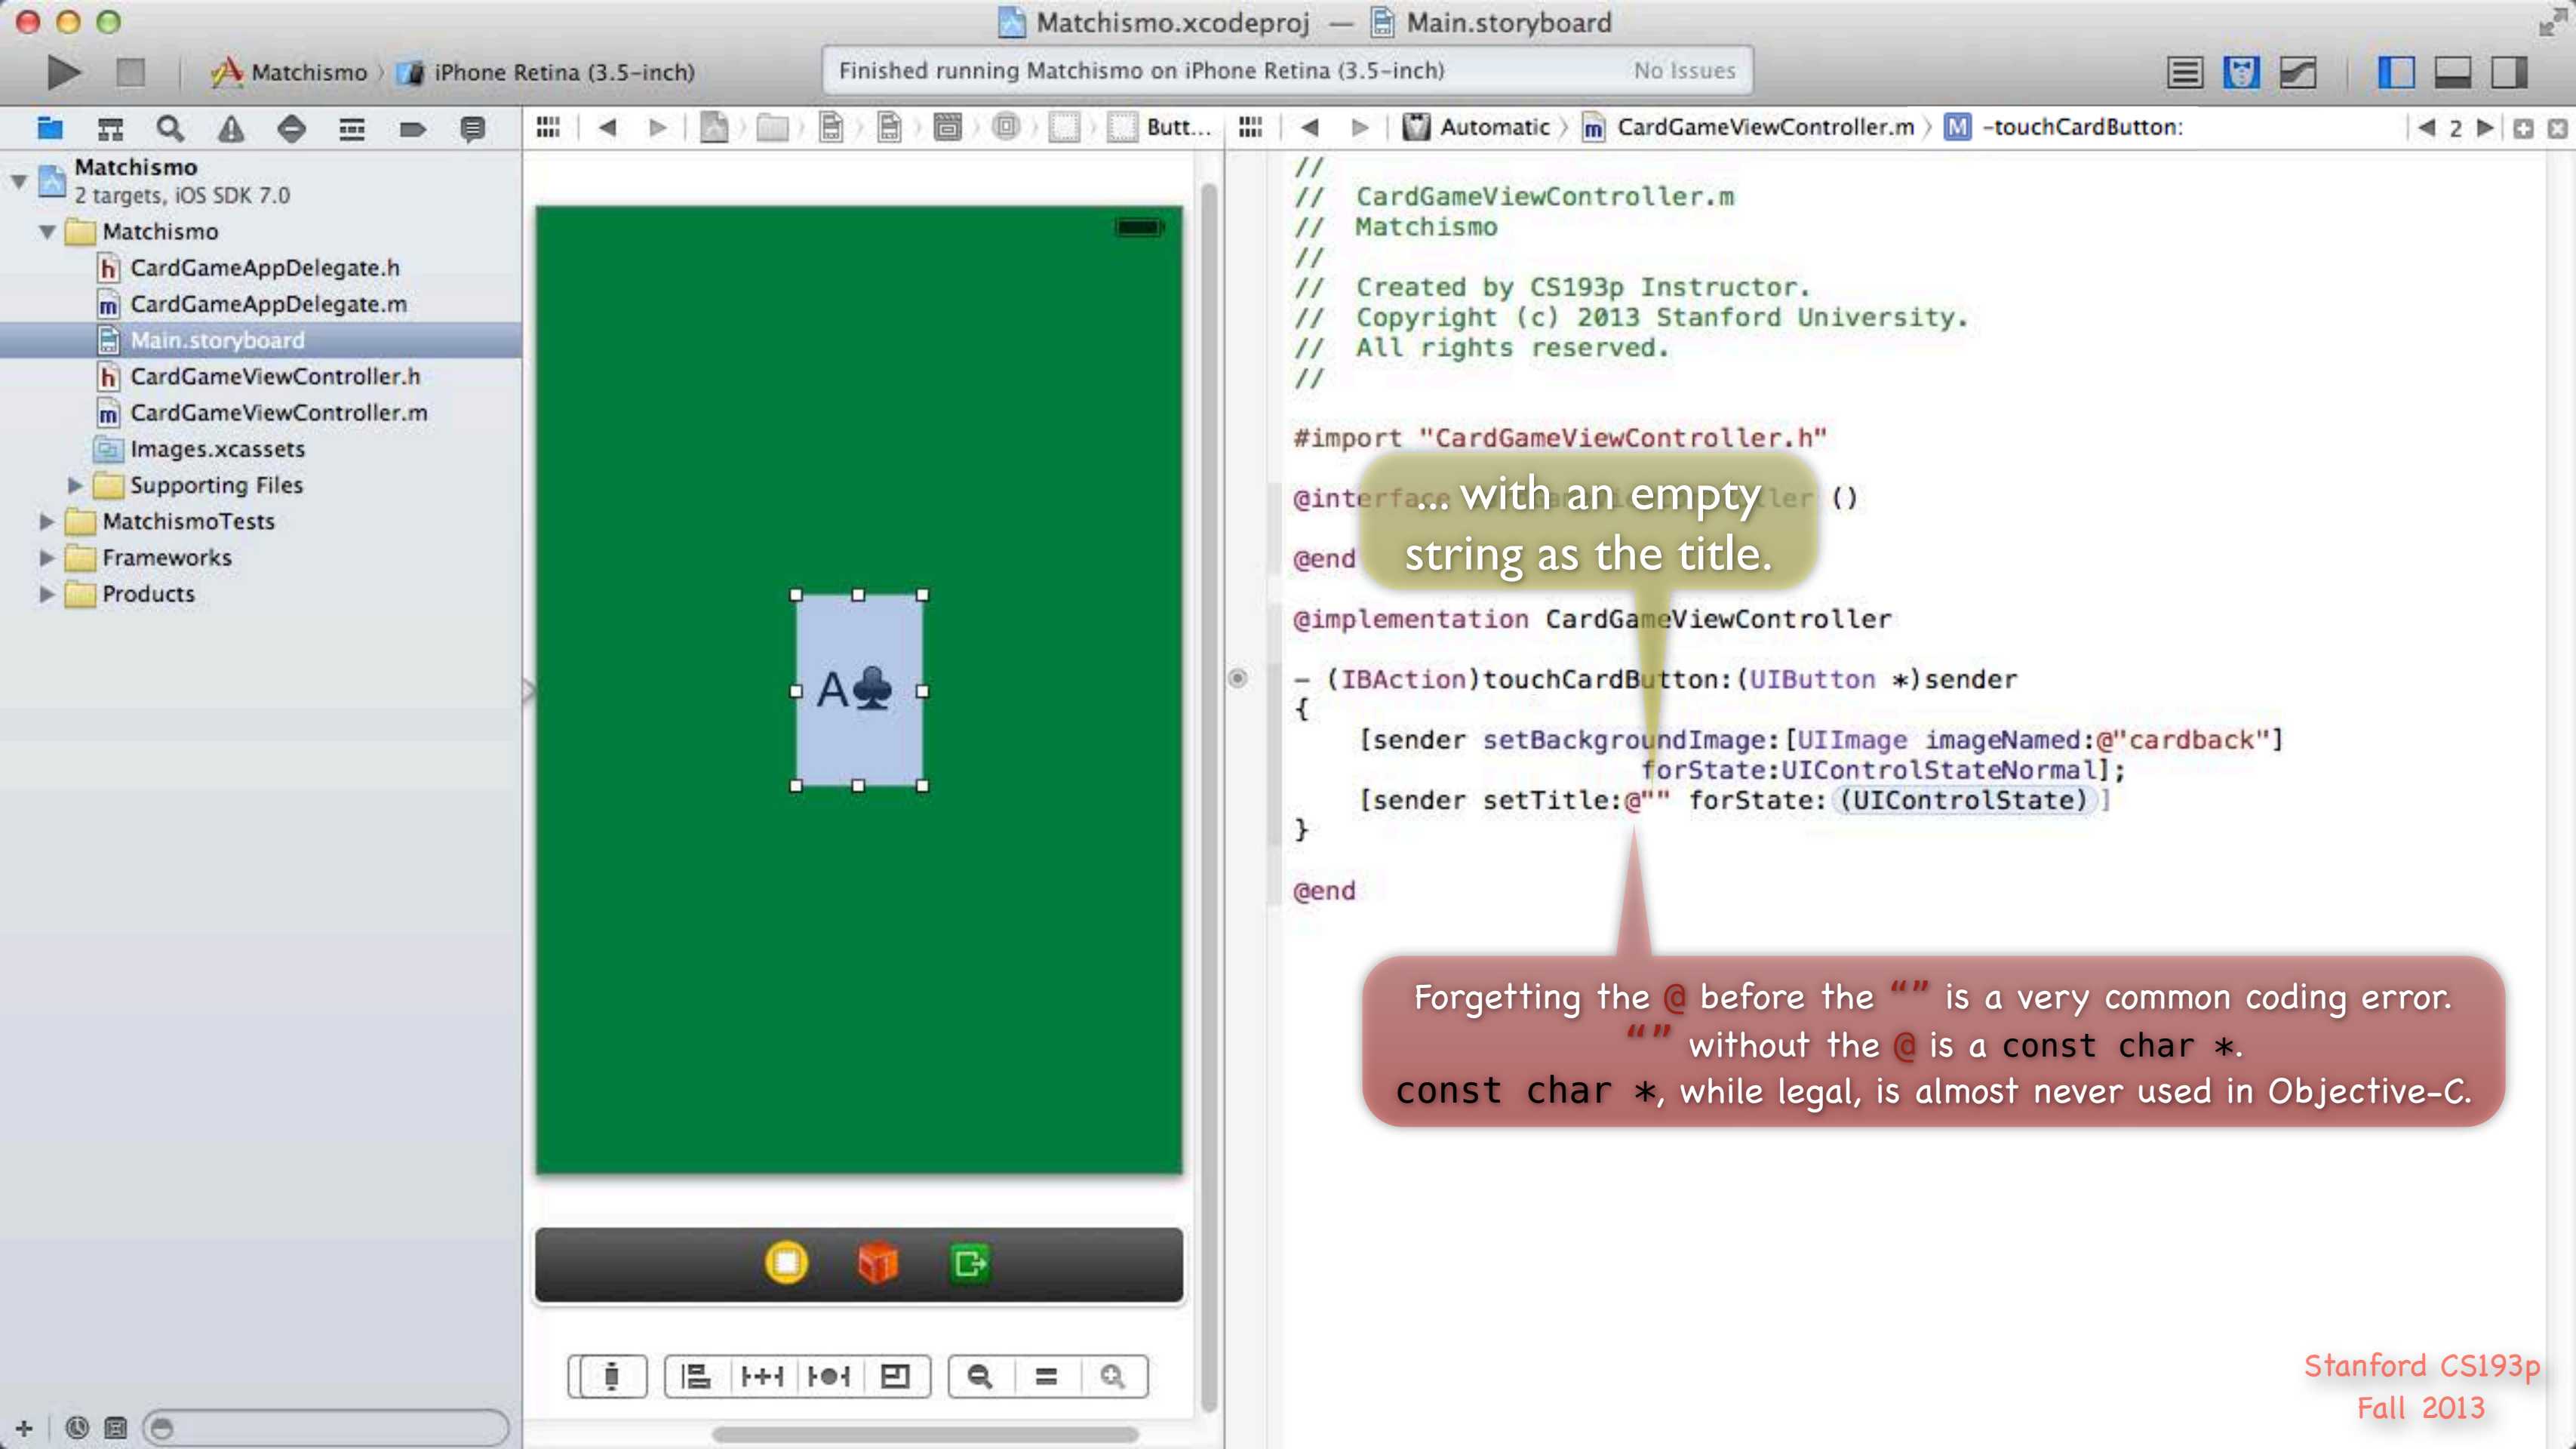 Matchismo.xcodeproj — Main.storyboard
Matchismo
iPhone Retina (3.5-inch)
Finished running Matchismo on iPhone Retina (3.5-inch)
No Issues
Butt...
Automatic
CardGameViewController.m
M
-touchCardButton:
2
Matchismo
2 targets, iOS SDK 7.0
Matchismo
h CardGameAppDelegate.h
m CardGameAppDelegate.m
Main.storyboard
h CardGameViewController.h
m CardGameViewController.m
Images.xcassets
Supporting Files
MatchismoTests
Frameworks
Products
A♣
//
// CardGameViewController.m
// Matchismo
//
// Created by CS193p Instructor.
// Copyright (c) 2013 Stanford University.
// All rights reserved.
//
#import "CardGameViewController.h"
@interface ler ()
... with an empty
string as the title.
@end
@implementation CardGameViewController
- (IBAction)touchCardButton:(UIButton *)sender
{
[sender setBackgroundImage:[UIImage imageNamed:@"cardback"]
forState:UIControlStateNormal];
[sender setTitle:@"" forState:(UIControlState)]
}
@end
Forgetting the @ before the “” is a very common coding error.
“” without the @ is a const char *.
const char *, while legal, is almost never used in Objective-C.
Stanford CS193p
Fall 2013